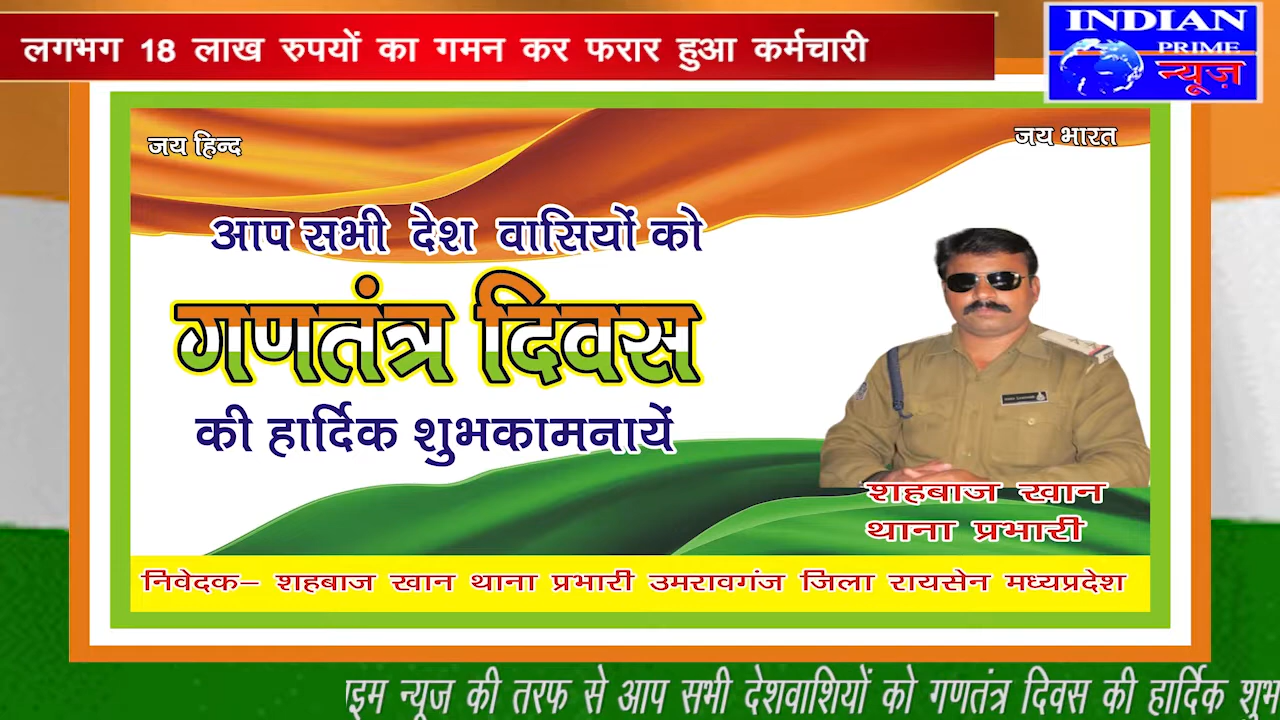 लगभग 18 लाख रुपयों का गमन कर फरार हुआ कर्मचारी
INDIAN
PRIME
न्यूज़
जय हिन्द
जय भारत
आप सभी देश वासियों को
गणतंत्र दिवस
की हार्दिक शुभकामनायें
शहबाज खान
थाना प्रभारी
निवेदक– शहबाज खान थाना प्रभारी उमरावगंज जिला रायसेन मध्यप्रदेश
इम न्यूज की तरफ से आप सभी देशवाशियों को गणतंत्र दिवस की हार्दिक शुभ